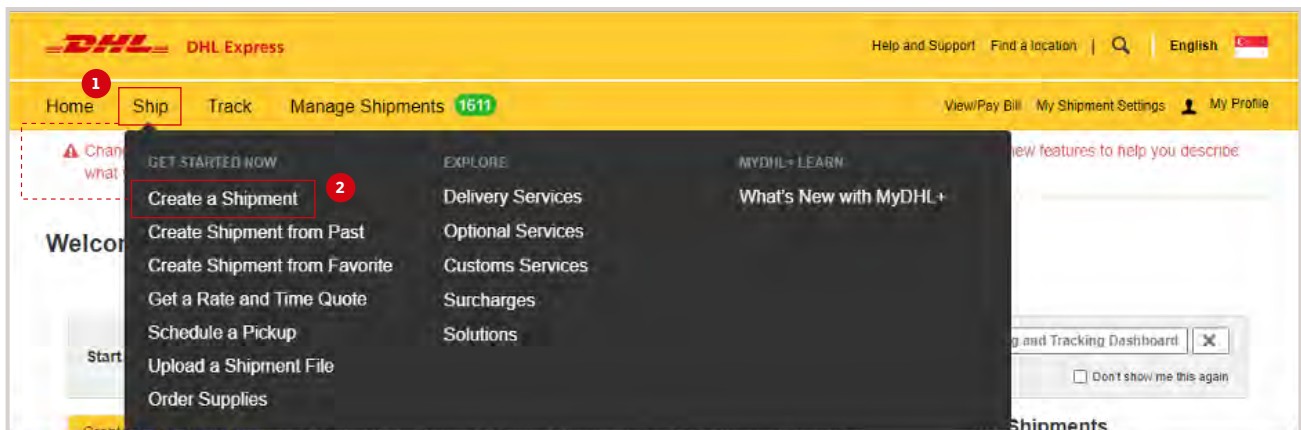 DHL DHL Express
Help and Support Find a location | English
1
Home Ship Track Manage Shipments 1611
View/Pay Bill My Shipment Settings My Profile
new features to help you describe
what
GET STARTED NOW
Create a Shipment 2
Create Shipment from Past
Create Shipment from Favorite
Get a Rate and Time Quote
Schedule a Pickup
Upload a Shipment File
Order Supplies
EXPLORE
Delivery Services
Optional Services
Customs Services
Surcharges
Solutions
MYDHL+ LEARN
What's New with MyDHL+
Welcor
Start
and Tracking Dashboard X
Don't show me this again
Shipments